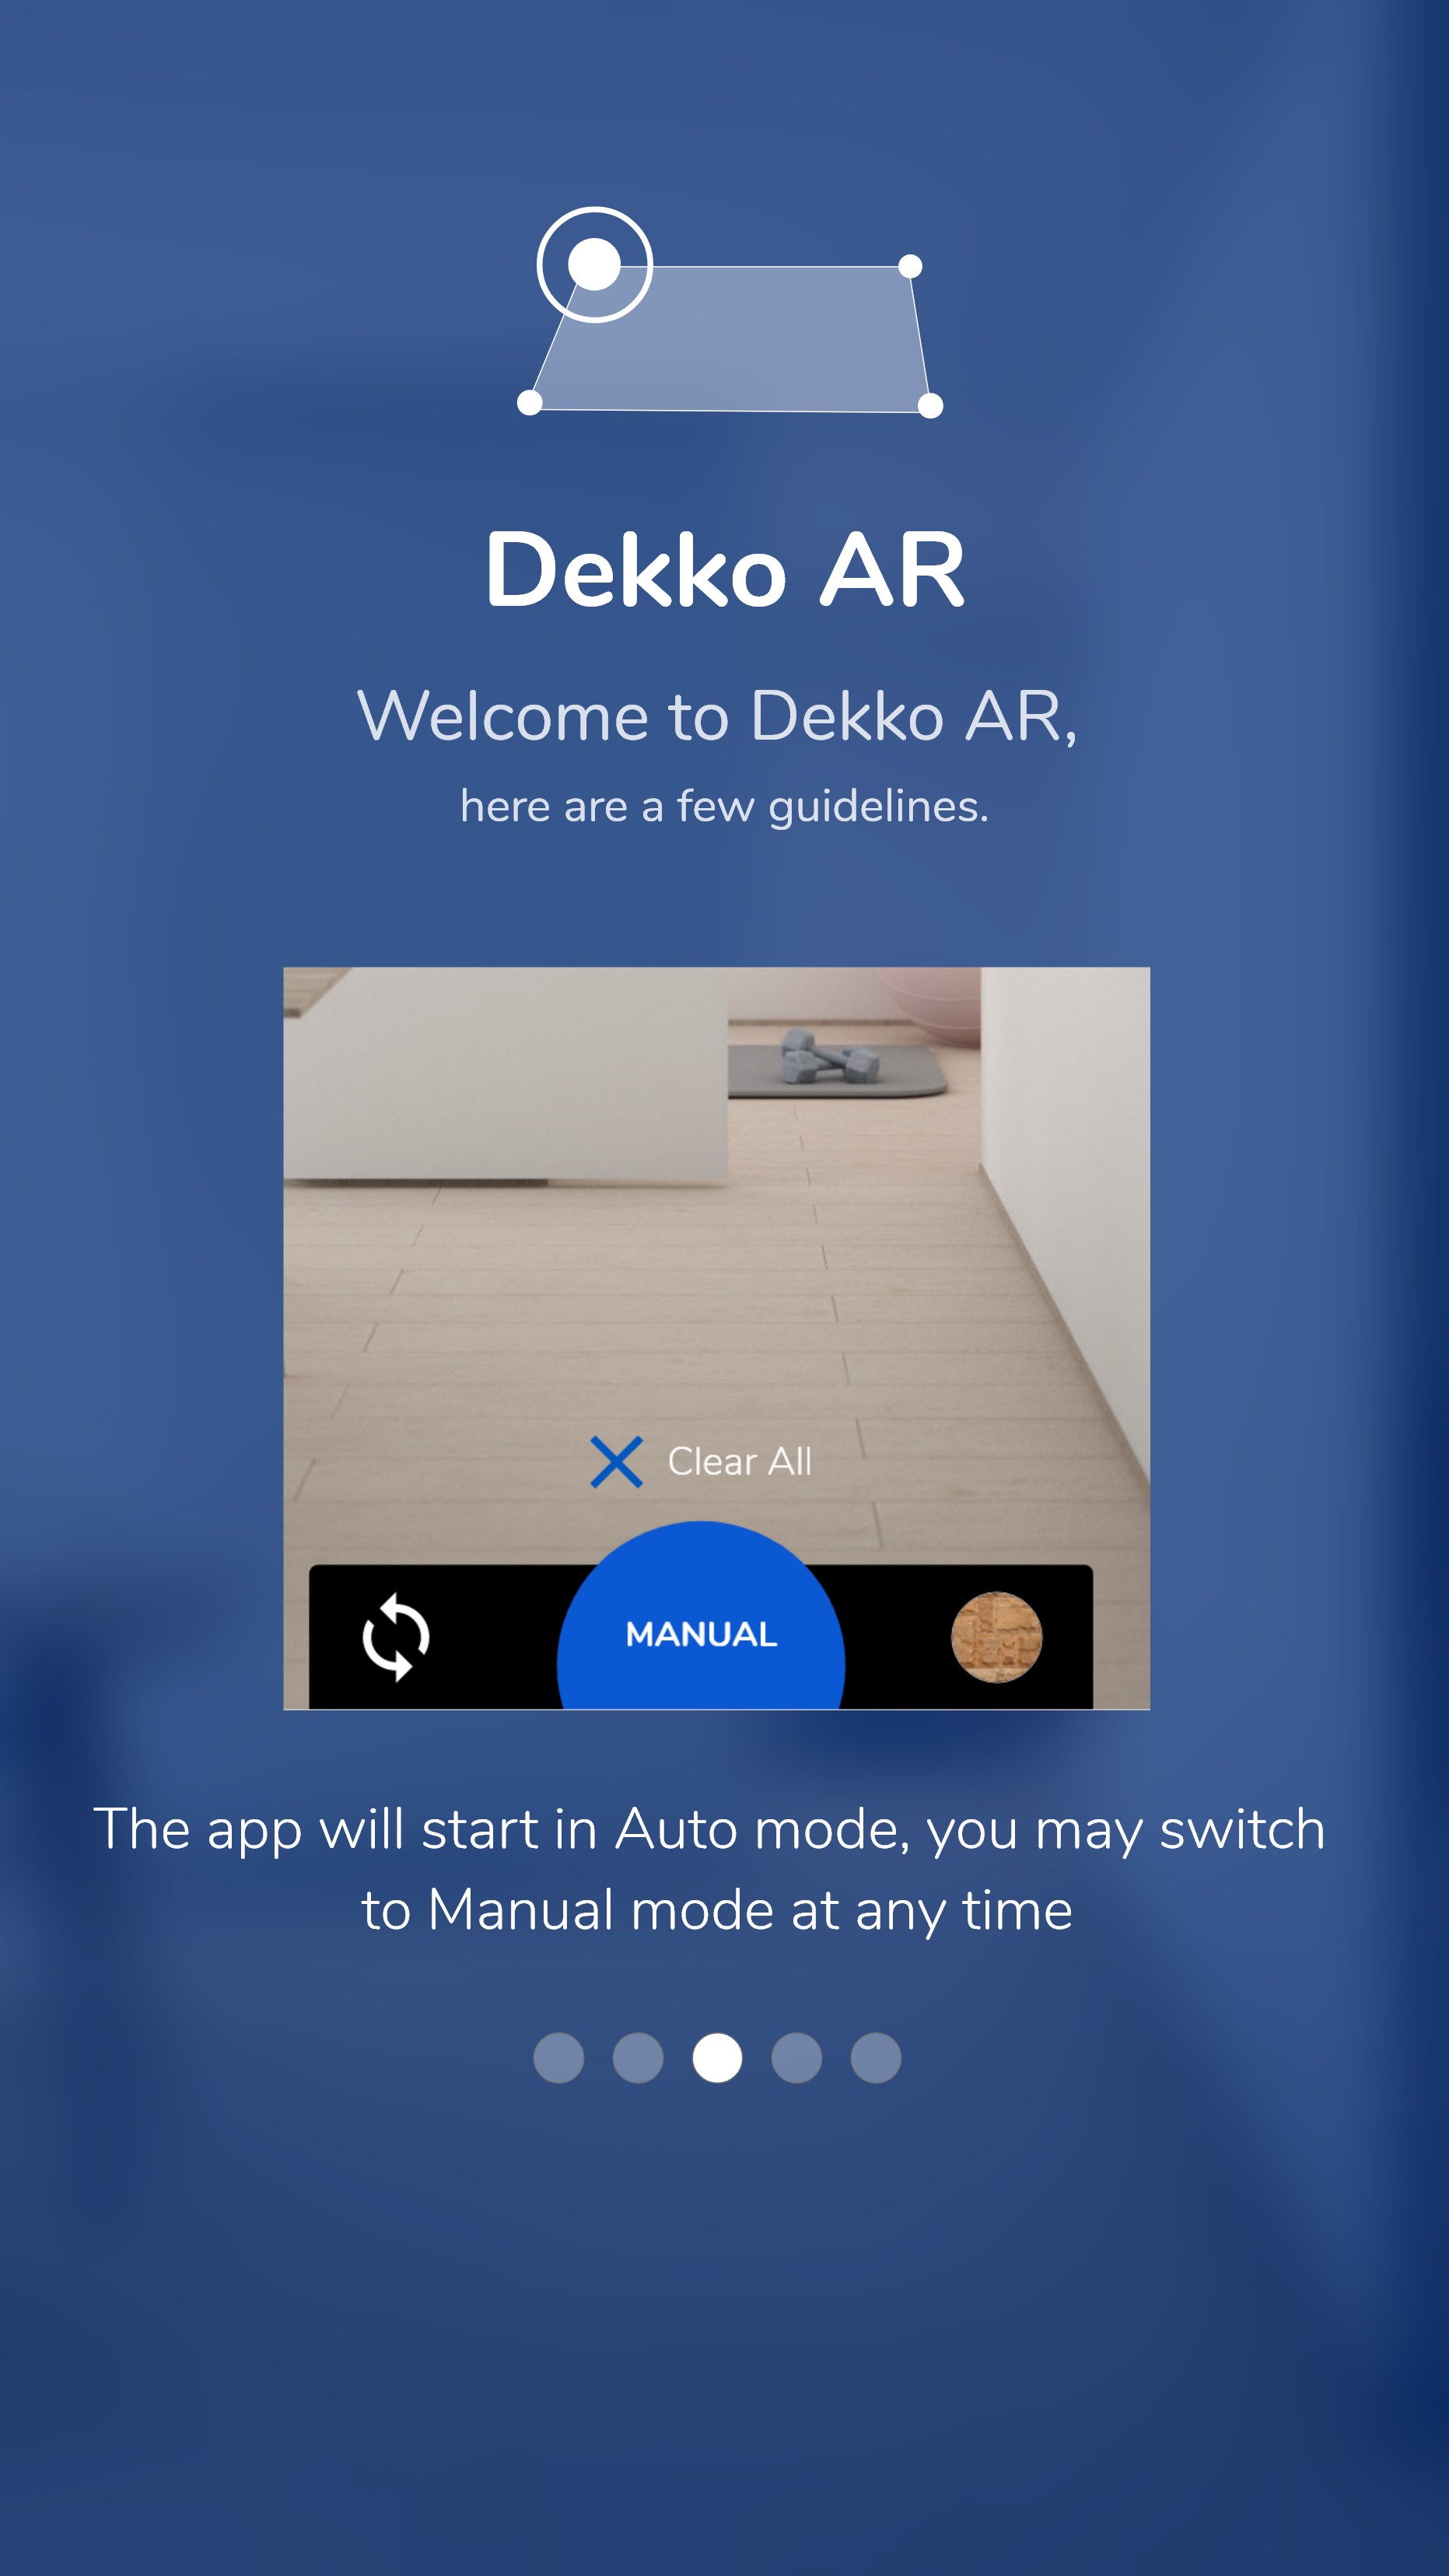 Dekko AR
Welcome to Dekko AR,
here are a few guidelines.
Clear All
MANUAL
The app will start in Auto mode, you may switch
to Manual mode at any time